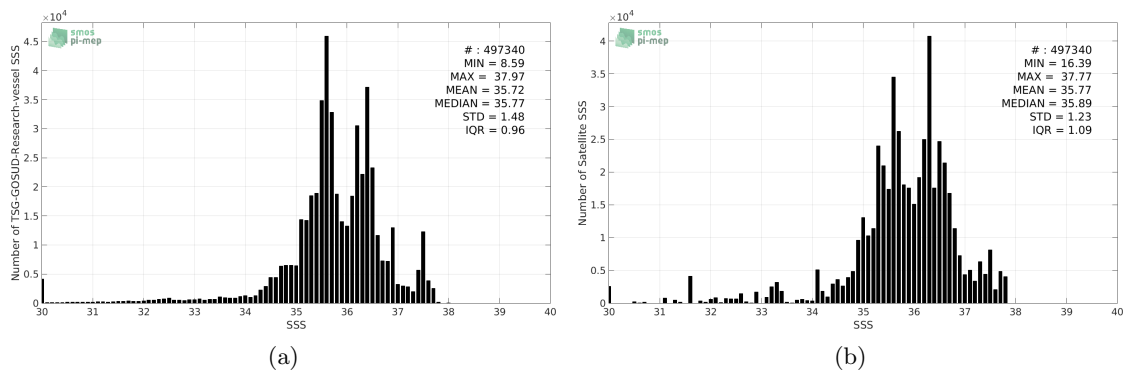 ×10⁴
smos
pi-mep
# : 497340
MIN = 8.59
MAX = 37.97
MEAN = 35.72
MEDIAN = 35.77
STD = 1.48
IQR = 0.96
Number of TSG-GOSUD-Research-vessel SSS
4.5
4
3.5
3
2.5
2
1.5
1
0.5
0
30 31 32 33 34 35 36 37 38 39 40
SSS
(a)
×10⁴
smos
pi-mep
# : 497340
MIN = 16.39
MAX = 37.77
MEAN = 35.77
MEDIAN = 35.89
STD = 1.23
IQR = 1.09
Number of Satellite SSS
4
3.5
3
2.5
2
1.5
1
0.5
0
30 31 32 33 34 35 36 37 38 39 40
SSS
(b)